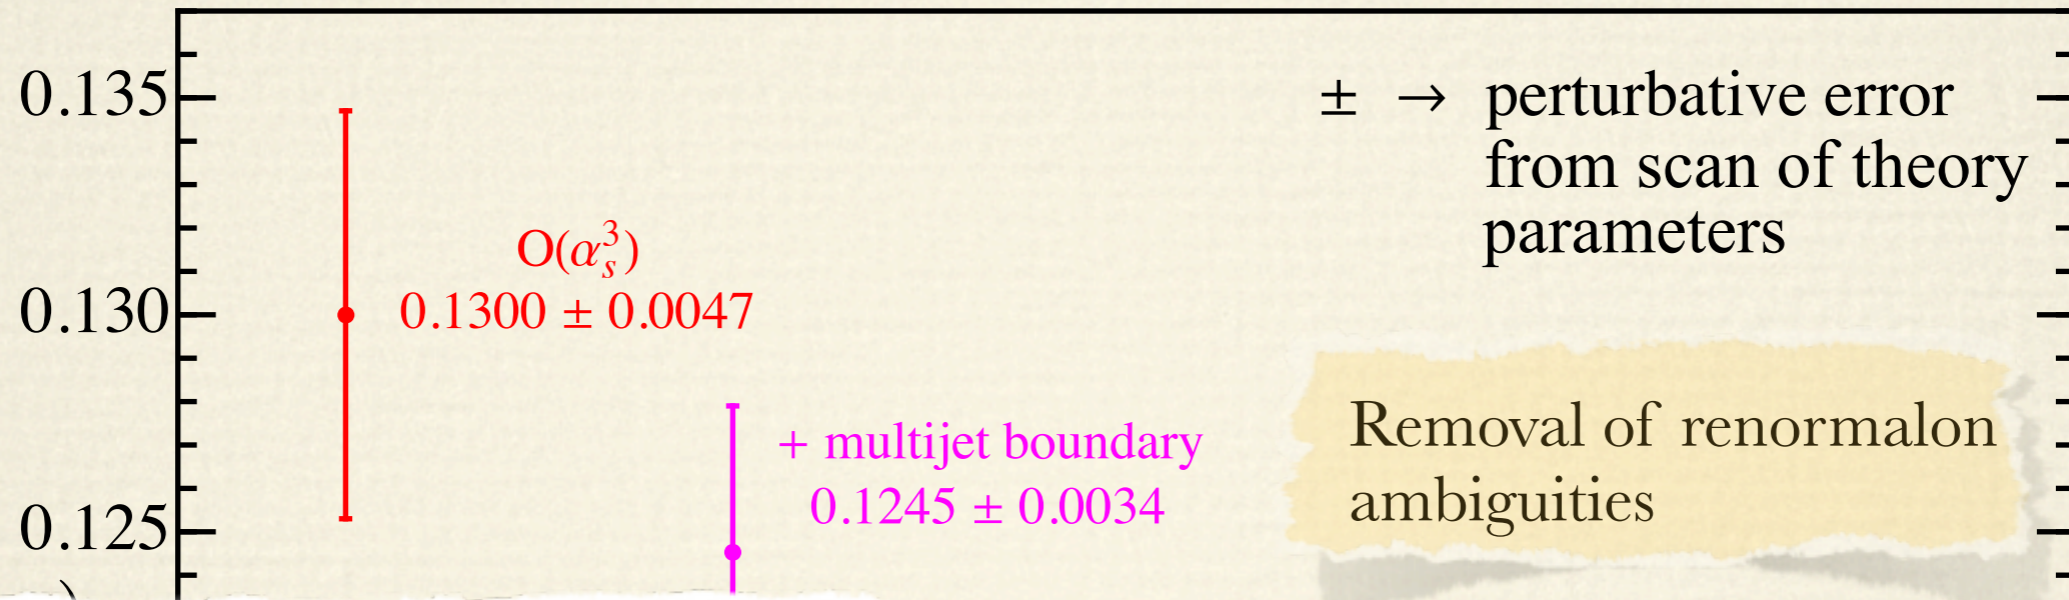 0.135
± → perturbative error
from scan of theory
parameters
O(α_s^3)
0.130
0.1300 ± 0.0047
+ multijet boundary
0.1245 ± 0.0034
Removal of renormalon
ambiguities
0.125